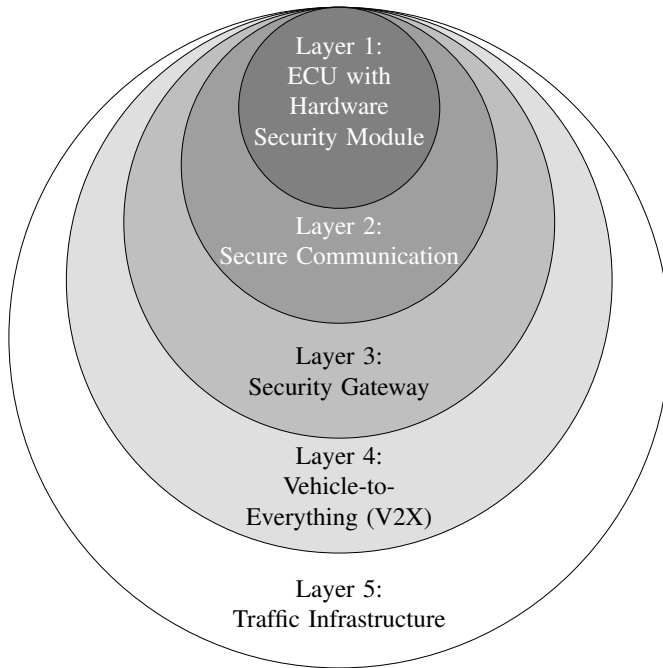 Layer 1:
ECU with
Hardware
Security Module
Layer 2:
Secure Communication
Layer 3:
Security Gateway
Layer 4:
Vehicle-to-
Everything (V2X)
Layer 5:
Traffic Infrastructure